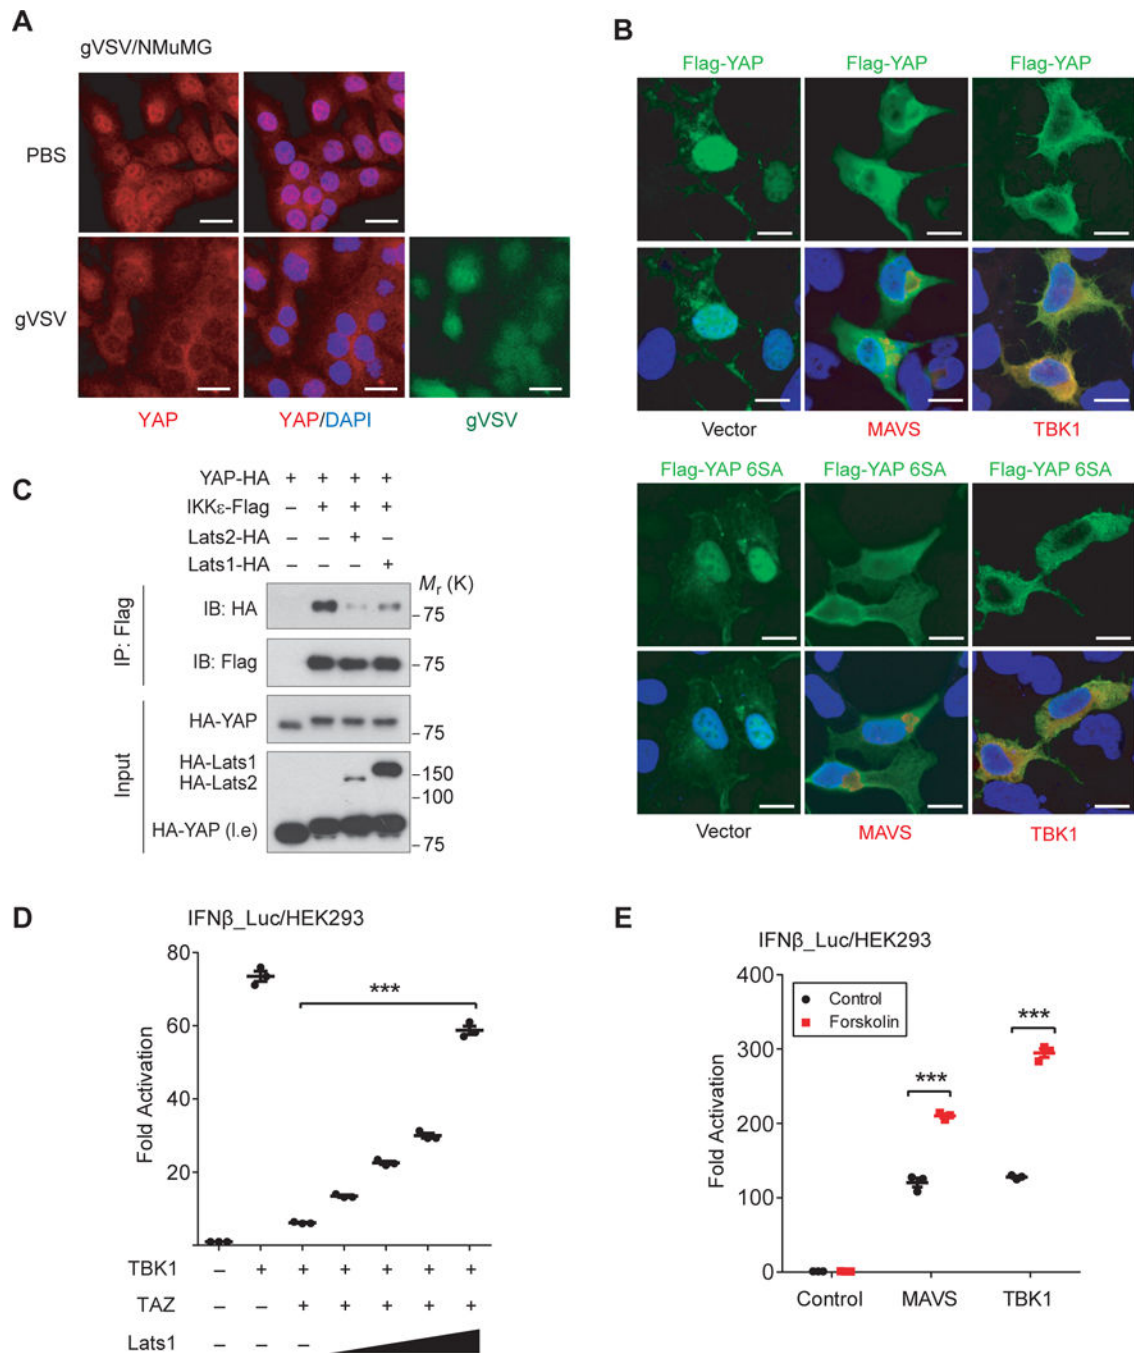 A
gVSV/NMuMG
PBS
gVSV
YAP
YAP/DAPI
gVSV
B
Flag-YAP
Flag-YAP
Flag-YAP
Vector
MAVS
TBK1
Flag-YAP 6SA
Flag-YAP 6SA
Flag-YAP 6SA
Vector
MAVS
TBK1
C
YAP-HA + + + +
IKKε-Flag – + + +
Lats2-HA – – + –
Lats1-HA – – – +
Mr (K)
IP: Flag
IB: HA
75
IB: Flag
75
Input
HA-YAP
75
HA-Lats1
150
HA-Lats2
100
HA-YAP (l.e)
75
D
IFNβ_Luc/HEK293
Fold Activation
80
60
40
20
***
TBK1 – + + + + + +
TAZ – – + + + + +
Lats1 – – –
E
IFNβ_Luc/HEK293
Fold Activation
400
300
200
100
0
Control
Forskolin
***
***
Control MAVS TBK1